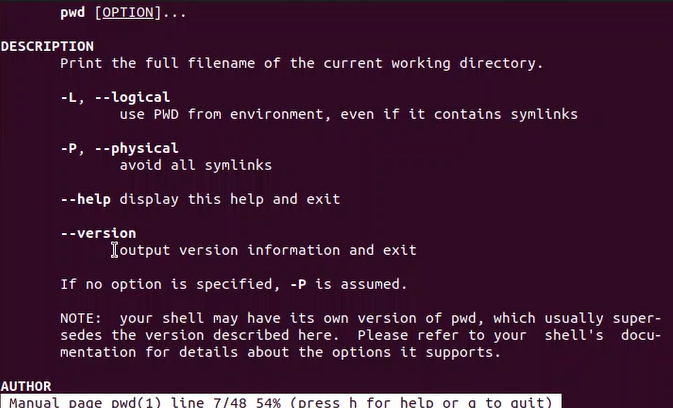 pwd [OPTION]...
DESCRIPTION
Print the full filename of the current working directory.
-L, --logical
use PWD from environment, even if it contains symlinks
-P, --physical
avoid all symlinks
--help display this help and exit
--version
output version information and exit
If no option is specified, -P is assumed.
NOTE:  your shell may have its own version of pwd, which usually super-
sedes the version described here.  Please refer to your  shell's  docu-
mentation for details about the options it supports.
AUTHOR
Manual page pwd(1) line 7/48 54% (press h for help or q to quit)